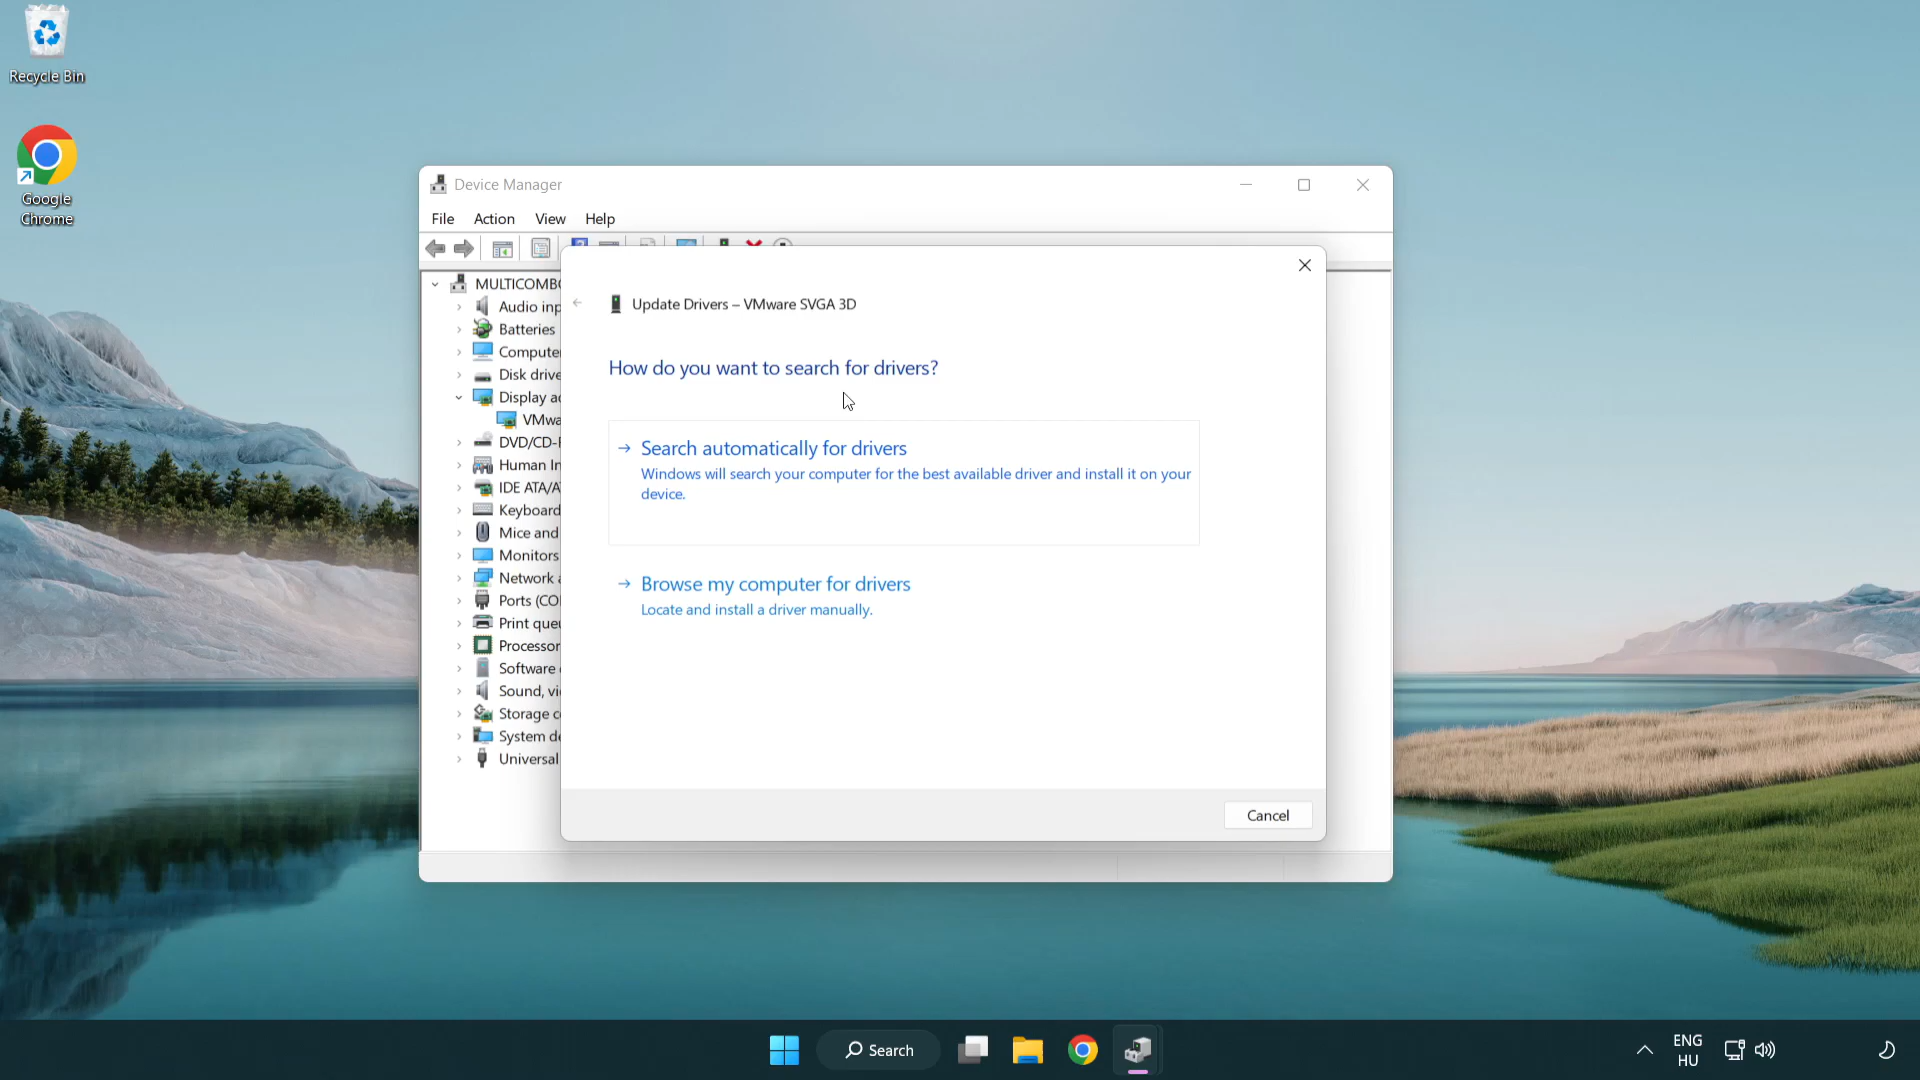 Recycle Bin
Google
Chrome
Device Manager
File Action View Help
MULTICOMBO
Audio inp
Batteries
Compute
Disk drive
Display a
VMwa
DVD/CD-
Human In
IDE ATA/A
Keyboard
Mice and
Monitors
Network a
Ports (CO
Print que
Processor
Software
Sound, vi
Storage c
System de
Universal
Update Drivers – VMware SVGA 3D
How do you want to search for drivers?
Search automatically for drivers
Windows will search your computer for the best available driver and install it on your
device.
Browse my computer for drivers
Locate and install a driver manually.
Cancel
Search
ENG
HU